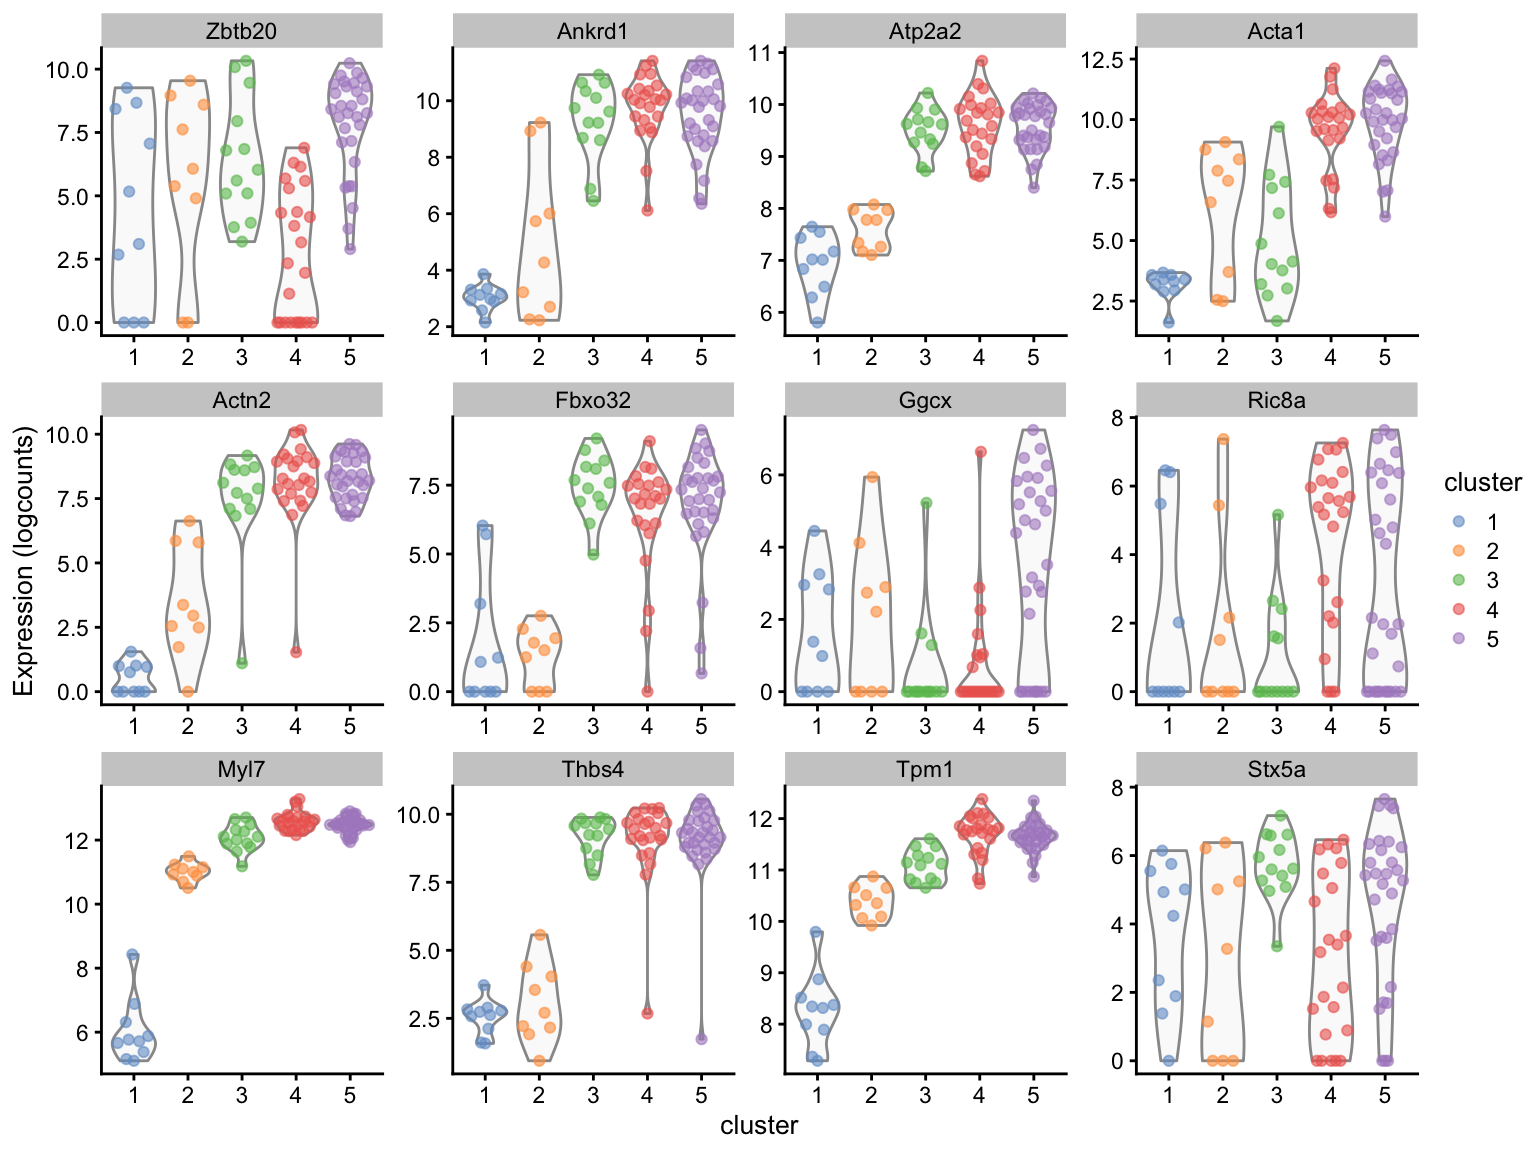 Zbtb20 Ankrd1 Atp2a2 Acta1
10.0 7.5 5.0 2.5 0.0
10 8 6 4 2
11 10 9 8 7 6
12.5 10.0 7.5 5.0 2.5
1 2 3 4 5 1 2 3 4 5 1 2 3 4 5 1 2 3 4 5
Actn2 Fbxo32 Ggcx Ric8a
10.0 7.5 5.0 2.5 0.0
7.5 5.0 2.5 0.0
6 4 2 0
8 6 4 2 0
1 2 3 4 5 1 2 3 4 5 1 2 3 4 5 1 2 3 4 5
Myl7 Thbs4 Tpm1 Stx5a
12 10 8 6
10.0 7.5 5.0 2.5
12 11 10 9 8
8 6 4 2 0
1 2 3 4 5 1 2 3 4 5 1 2 3 4 5 1 2 3 4 5
Expression (logcounts)
cluster
cluster
1
2
3
4
5